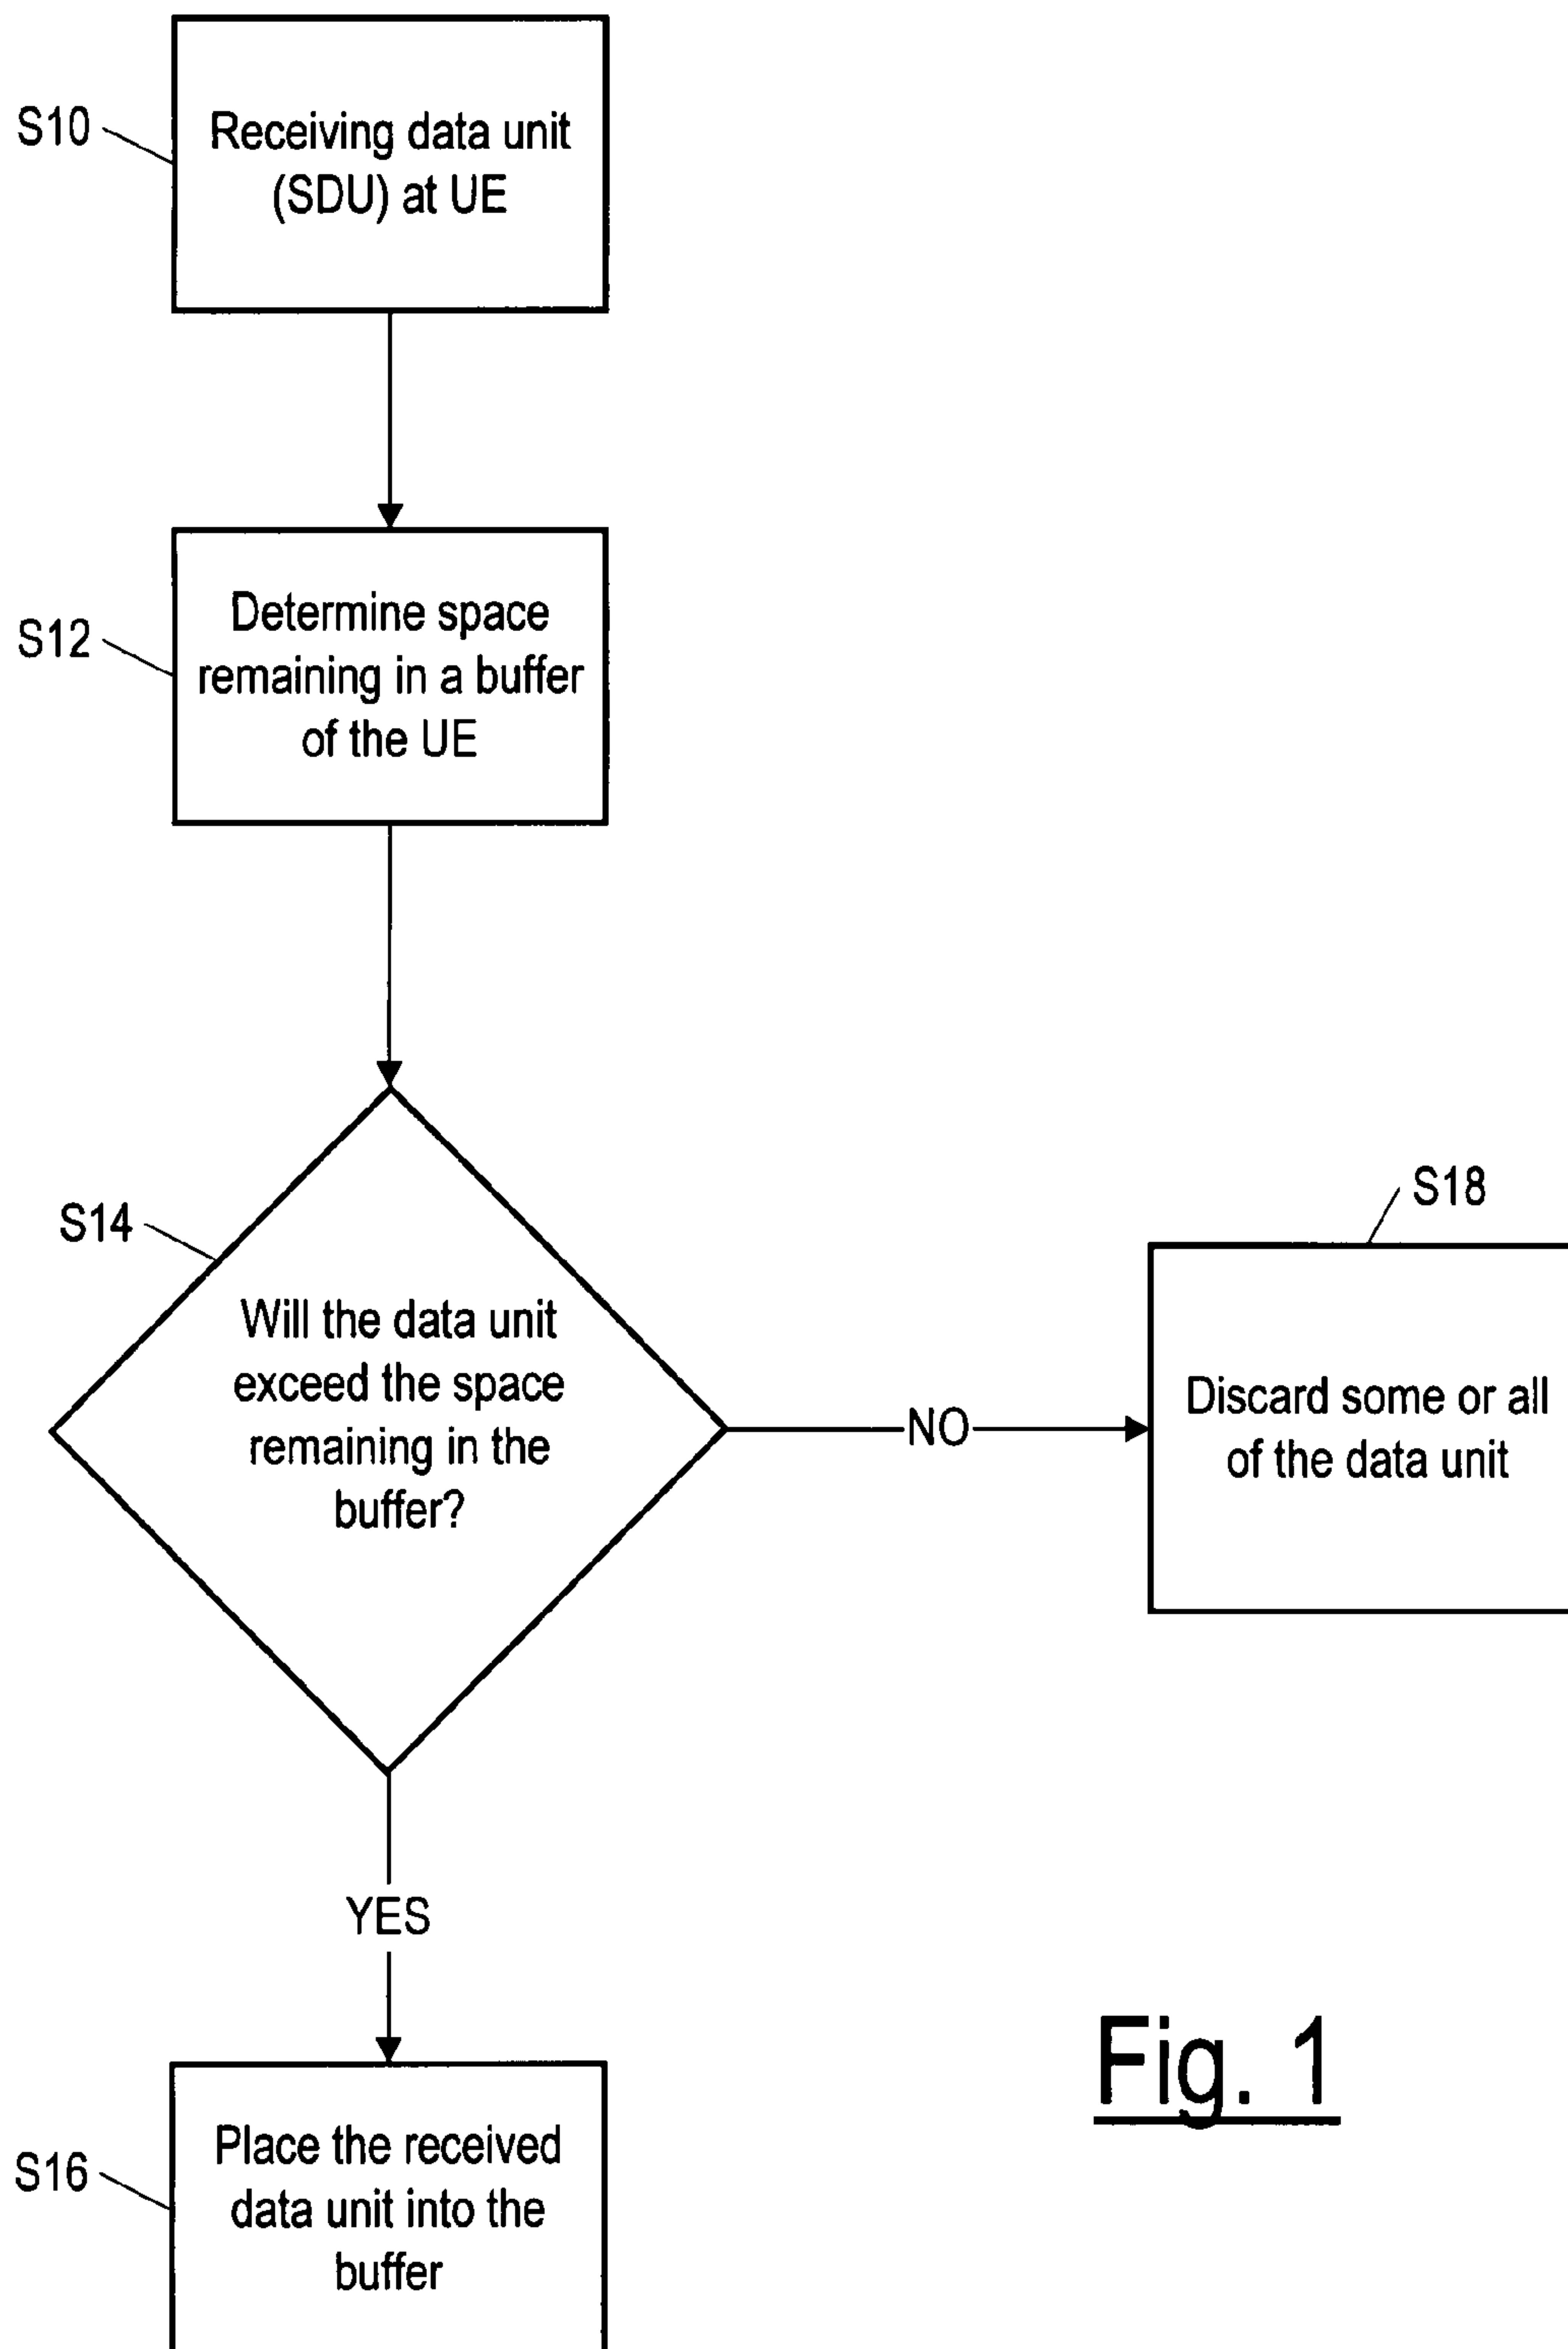 S10
Receiving data unit
(SDU) at UE
S12
Determine space
remaining in a buffer
of the UE
S14
Will the data unit
exceed the space
remaining in the
buffer?
NO
S18
Discard some or all
of the data unit
YES
S16
Place the received
data unit into the
buffer
Fig. 1